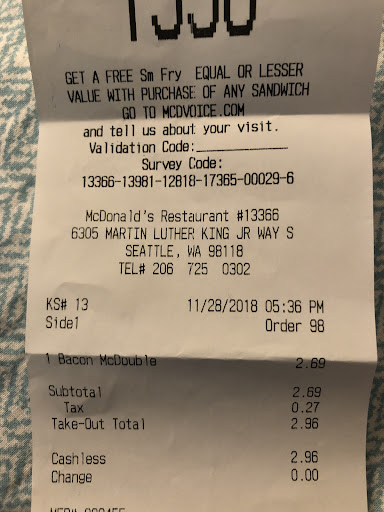 GET A FREE Sm Fry EQUAL OR LESSER
VALUE WITH PURCHASE OF ANY SANDWICH
GO TO MCDVOICE.COM
and tell us about your visit.
Validation Code:
Survey Code:
13366-13981-12818-17365-00029-6
McDonald's Restaurant #13366
6305 MARTIN LUTHER KING JR WAY S
SEATTLE, WA 98118
TEL# 206 725 0302
KS# 13 11/28/2018 05:36 PM
Side1 Order 98
1 Bacon McDouble 2.69
Subtotal 2.69
Tax 0.27
Take-Out Total 2.96
Cashless 2.96
Change 0.00